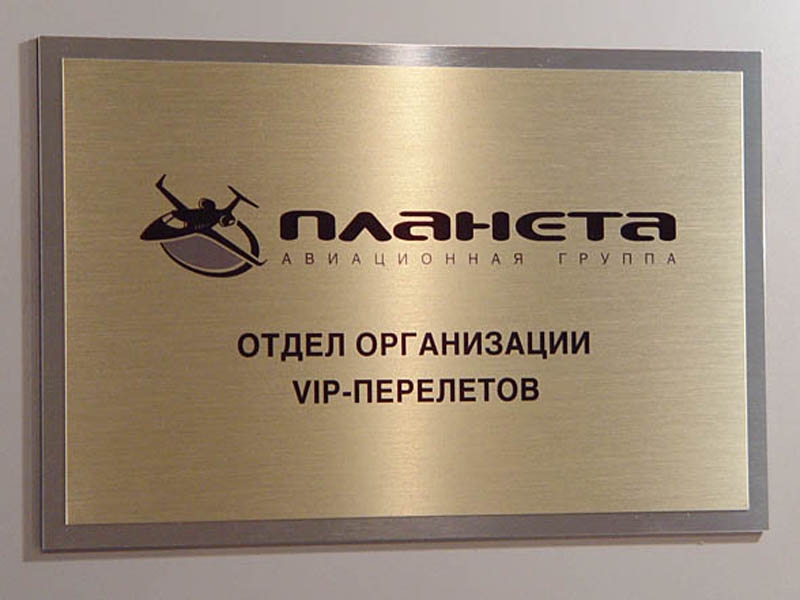 ПЛАНЕТА
АВИАЦИОННАЯ ГРУППА
ОТДЕЛ ОРГАНИЗАЦИИ
VIP-ПЕРЕЛЕТОВ